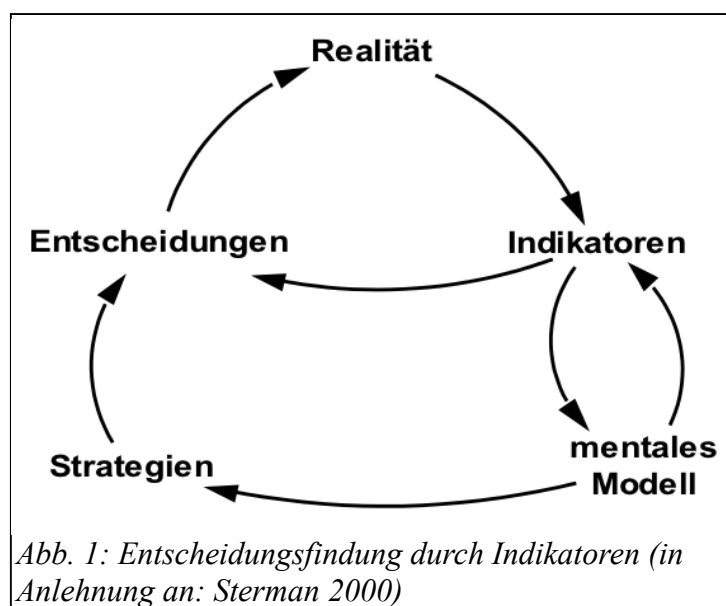 Realität
Entscheidungen
Indikatoren
Strategien
mentales
Modell
Abb. 1: Entscheidungsfindung durch Indikatoren (in
Anlehnung an: Sterman 2000)